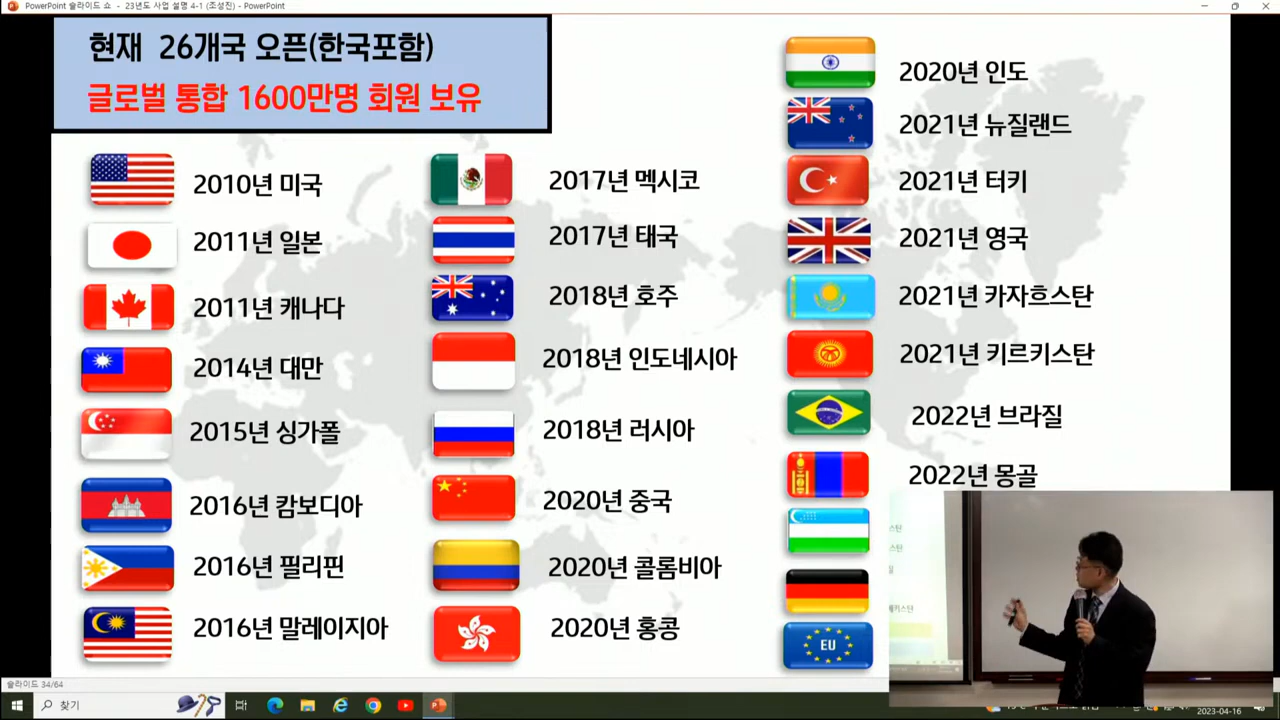 PowerPoint 슬라이드 쇼 - 23년도 사업 설명 4-1 (조성진) - PowerPoint
현재 26개국 오픈(한국포함)
글로벌 통합 1600만명 회원 보유
2010년 미국
2011년 일본
2011년 캐나다
2014년 대만
2015년 싱가폴
2016년 캄보디아
2016년 필리핀
2016년 말레이지아
2017년 멕시코
2017년 태국
2018년 호주
2018년 인도네시아
2018년 러시아
2020년 중국
2020년 콜롬비아
2020년 홍콩
2020년 인도
2021년 뉴질랜드
2021년 터키
2021년 영국
2021년 카자흐스탄
2021년 키르키스탄
2022년 브라질
2022년 몽골
EU
슬라이드 34/64
찾기
2023-04-16